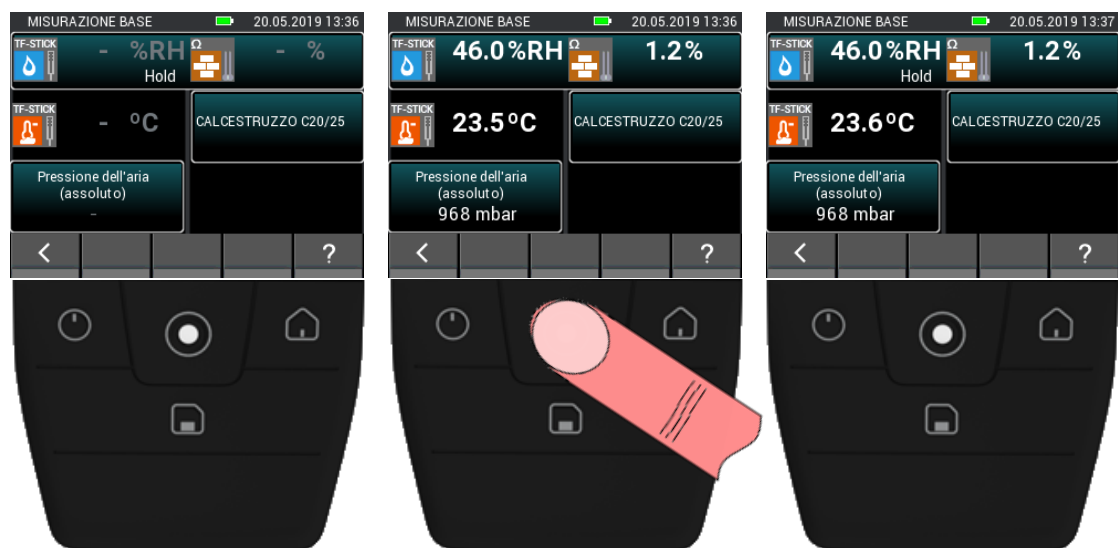 MISURAZIONE BASE 20.05.2019 13:36
TF-STICK - %RH Ω - %
Hold
TF-STICK - ºC CALCESTRUZZO C20/25
Pressione dell'aria
(assoluto)
-
< ?
MISURAZIONE BASE 20.05.2019 13:36
TF-STICK 46.0%RH Ω 1.2%
TF-STICK 23.5ºC CALCESTRUZZO C20/25
Pressione dell'aria
(assoluto)
968 mbar
< ?
MISURAZIONE BASE 20.05.2019 13:37
TF-STICK 46.0%RH Ω 1.2%
Hold
TF-STICK 23.6ºC CALCESTRUZZO C20/25
Pressione dell'aria
(assoluto)
968 mbar
< ?